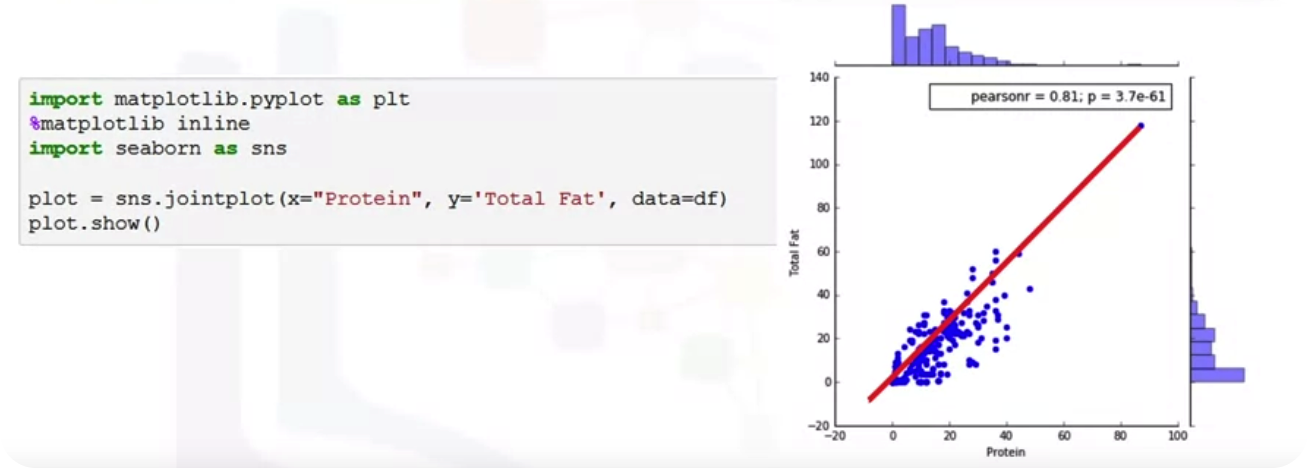 import matplotlib.pyplot as plt
%matplotlib inline
import seaborn as sns
plot = sns.jointplot(x="Protein", y='Total Fat', data=df)
plot.show()
pearsonr = 0.81; p = 3.7e-61
140
120
100
80
60
40
20
0
−20
Total Fat
−20 0 20 40 60 80 100
Protein